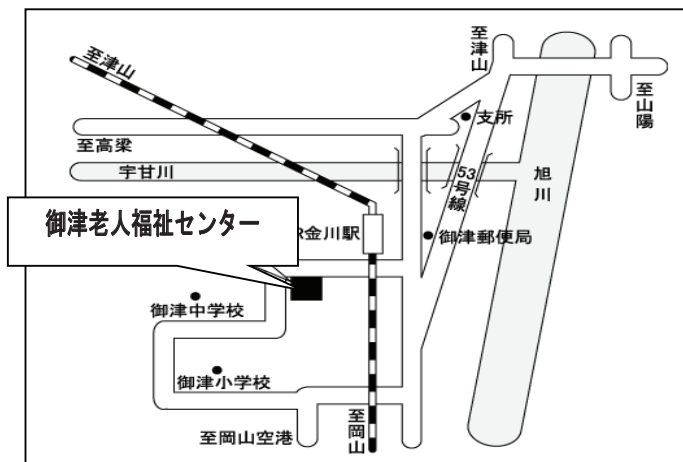 至津山
至津山
至山陽
支所
至高梁
宇甘川
53号線
旭川
御津老人福祉センター
R金川駅
御津郵便局
御津中学校
御津小学校
至岡山空港
至岡山